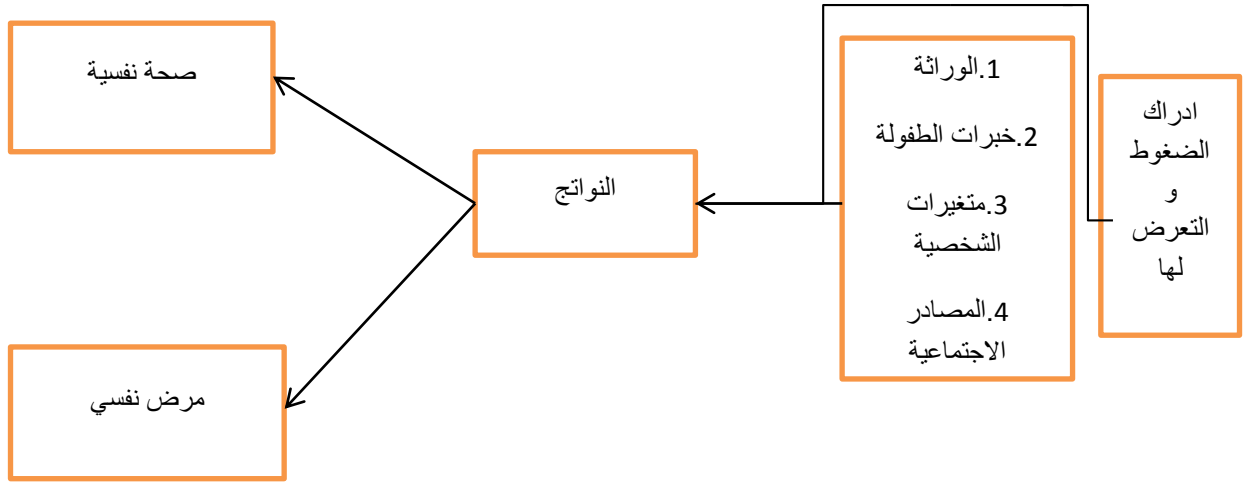 ادراك
الضغوط
و
التعرض
لها
1.الوراثة
2.خبرات الطفولة
3.متغيرات
الشخصية
4.المصادر
الاجتماعية
النواتج
صحة نفسية
مرض نفسي